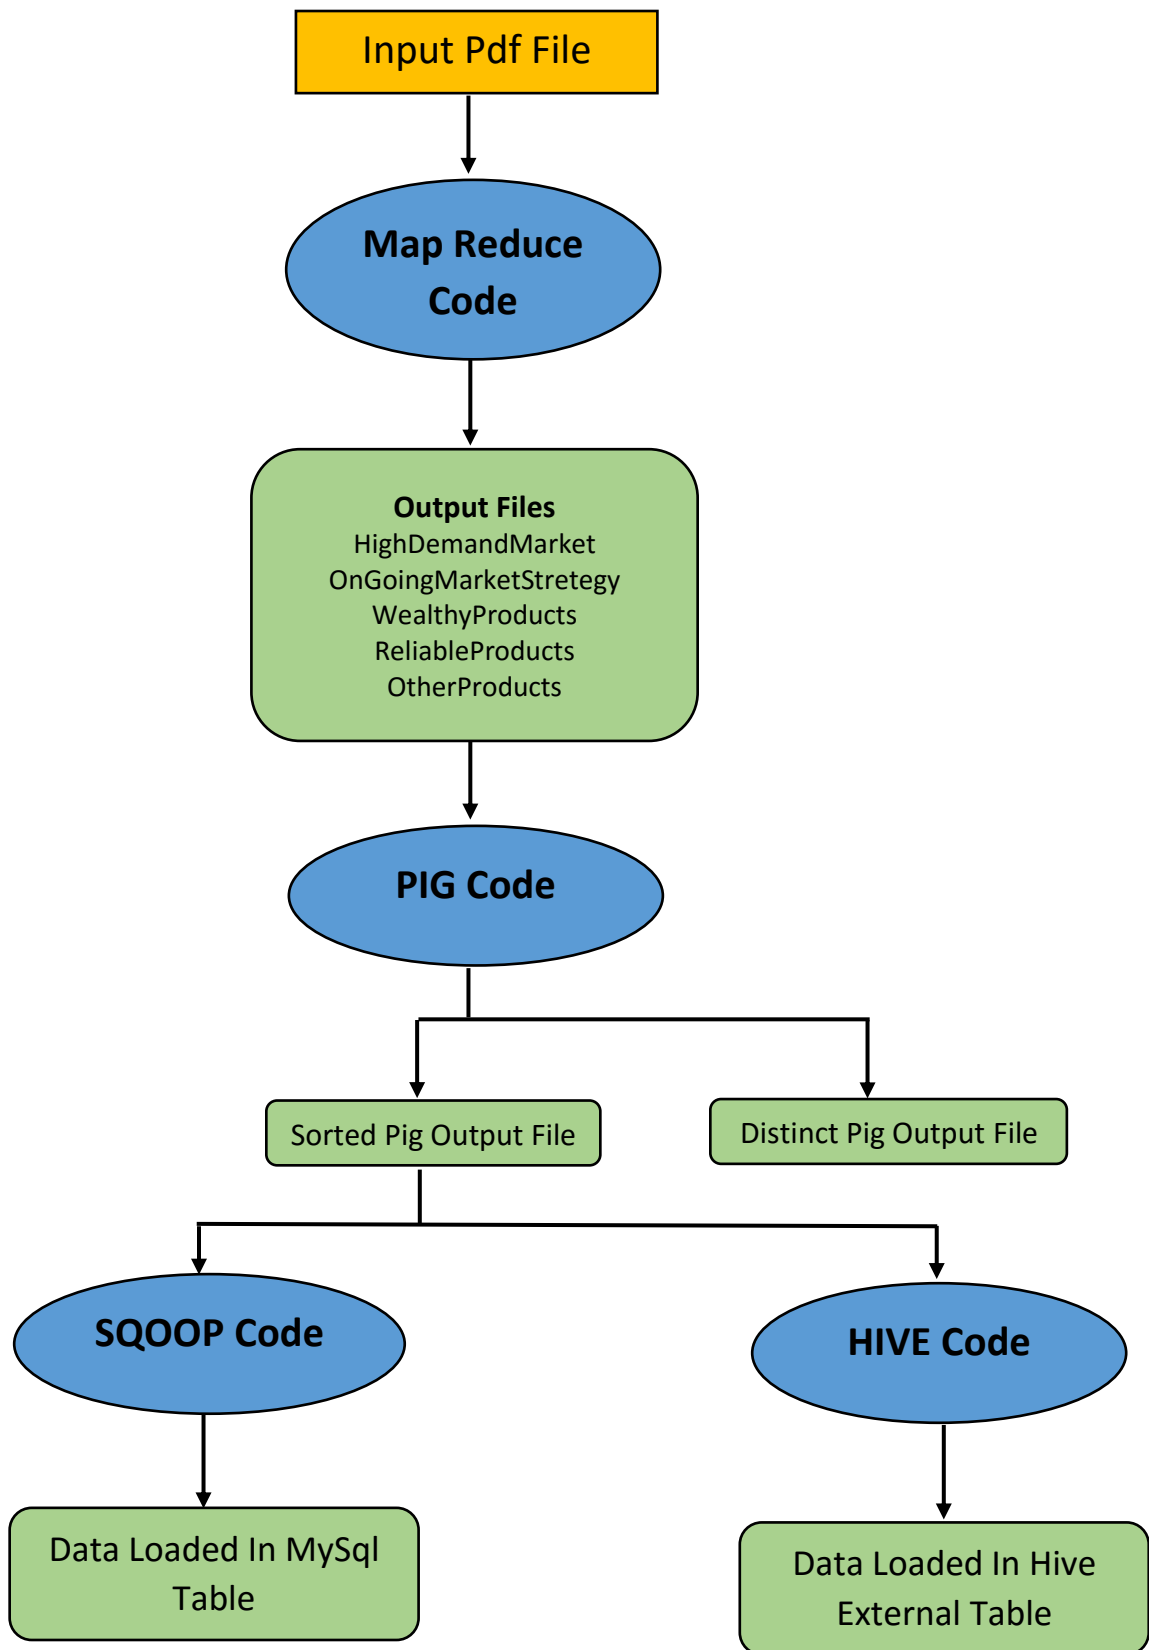 Input Pdf File
Map Reduce
Code
Output Files
HighDemandMarket
OnGoingMarketStretegy
WealthyProducts
ReliableProducts
OtherProducts
PIG Code
Sorted Pig Output File
Distinct Pig Output File
SQOOP Code
HIVE Code
Data Loaded In MySql
Table
Data Loaded In Hive
External Table